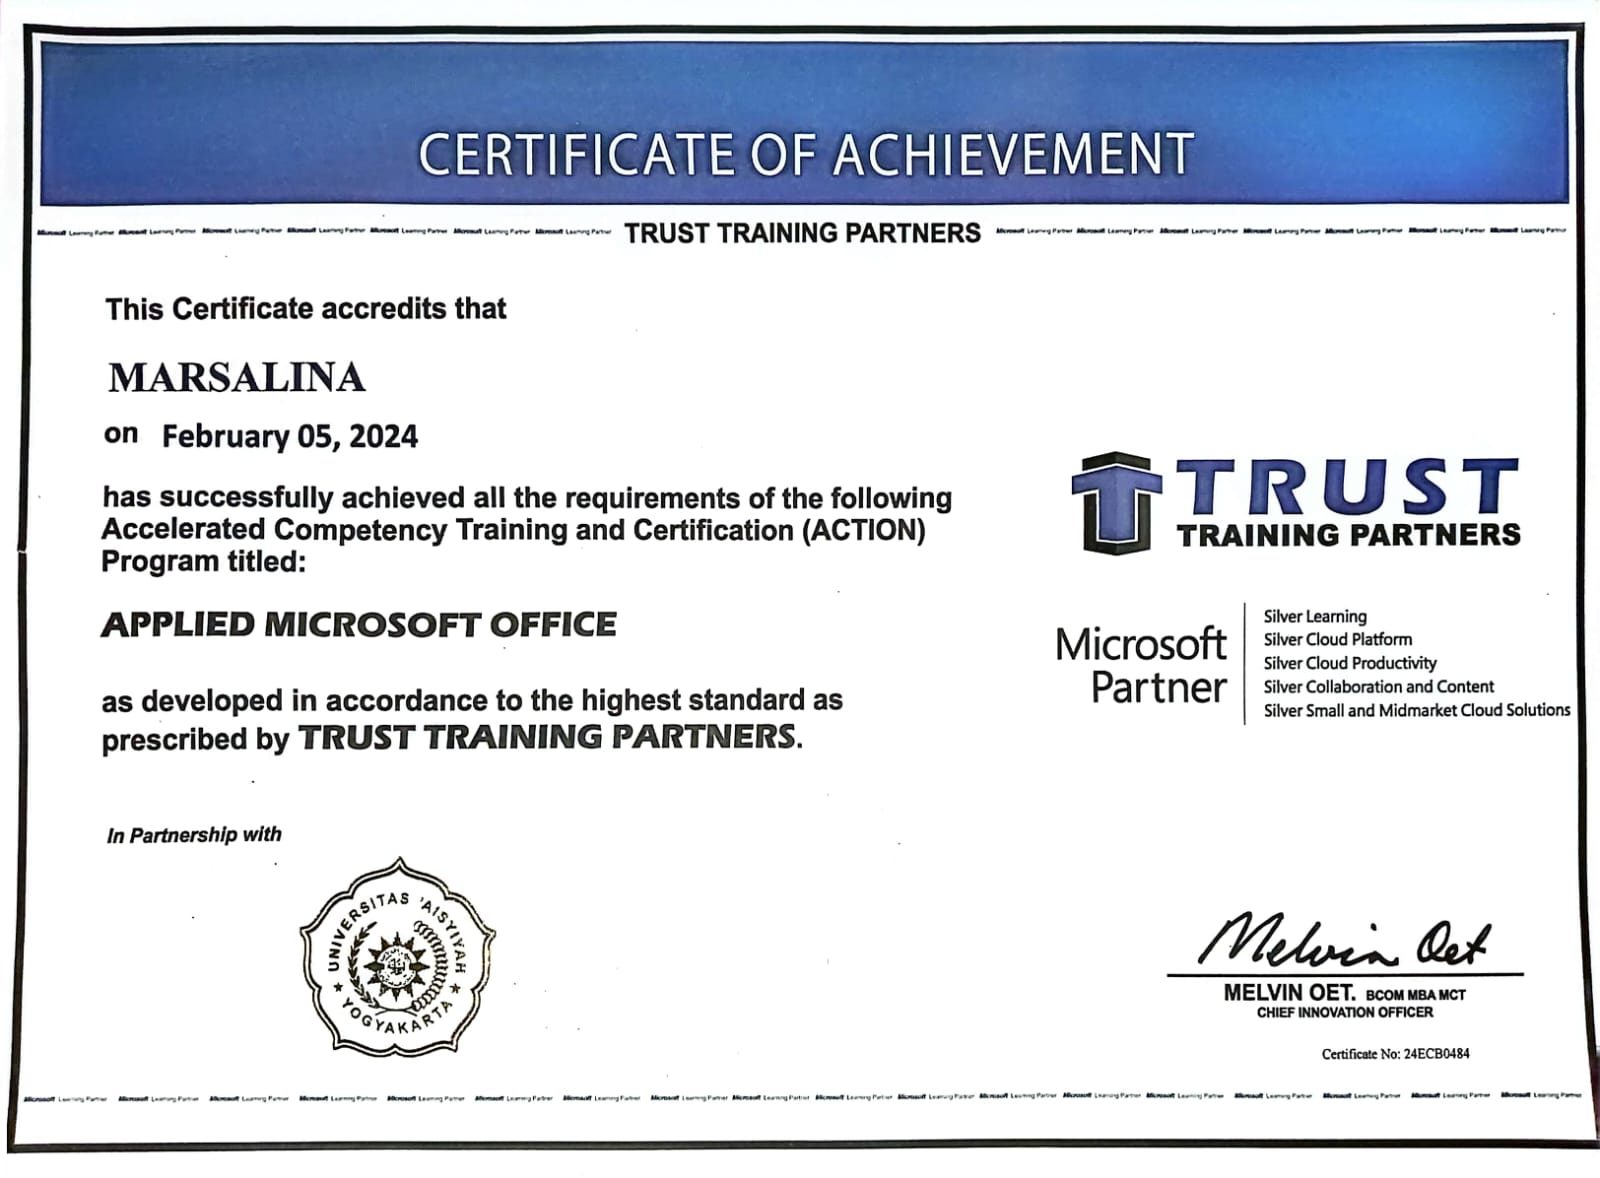 CERTIFICATE OF ACHIEVEMENT
Microsoft Learning Partner Microsoft Learning Partner Microsoft Learning Partner Microsoft Learning Partner Microsoft Learning Partner Microsoft Learning Partner Microsoft Learning Partner TRUST TRAINING PARTNERS Microsoft Learning Partner Microsoft Learning Partner Microsoft Learning Partner Microsoft Learning Partner Microsoft Learning Partner Microsoft Learning Partner Microsoft Learning Partner
This Certificate accredits that
MARSALINA
on February 05, 2024
has successfully achieved all the requirements of the following
Accelerated Competency Training and Certification (ACTION)
Program titled:
APPLIED MICROSOFT OFFICE
as developed in accordance to the highest standard as
prescribed by TRUST TRAINING PARTNERS.
TRUST
TRAINING PARTNERS
Microsoft
Partner
Silver Learning
Silver Cloud Platform
Silver Cloud Productivity
Silver Collaboration and Content
Silver Small and Midmarket Cloud Solutions
In Partnership with
UNIVERSITAS 'AISYIYAH
YOGYAKARTA
Melvin Oet
MELVIN OET. BCOM MBA MCT
CHIEF INNOVATION OFFICER
Certificate No: 24ECB0484
Microsoft Learning Partner Microsoft Learning Partner Microsoft Learning Partner Microsoft Learning Partner Microsoft Learning Partner Microsoft Learning Partner Microsoft Learning Partner Microsoft Learning Partner Microsoft Learning Partner Microsoft Learning Partner Microsoft Learning Partner Microsoft Learning Partner Microsoft Learning Partner Microsoft Learning Partner Microsoft Learning Partner Microsoft Learning Partner Microsoft Learning Partner Microsoft Learning Partner